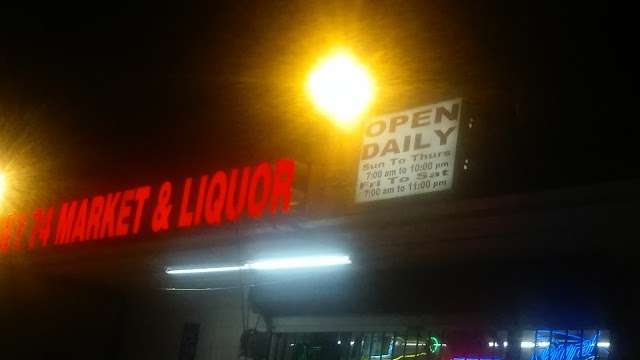 74 MARKET & LIQUOR
OPEN
DAILY
Sun To Thurs
7:00 am to 10:00 pm
Fri To Sat
7:00 am to 11:00 pm